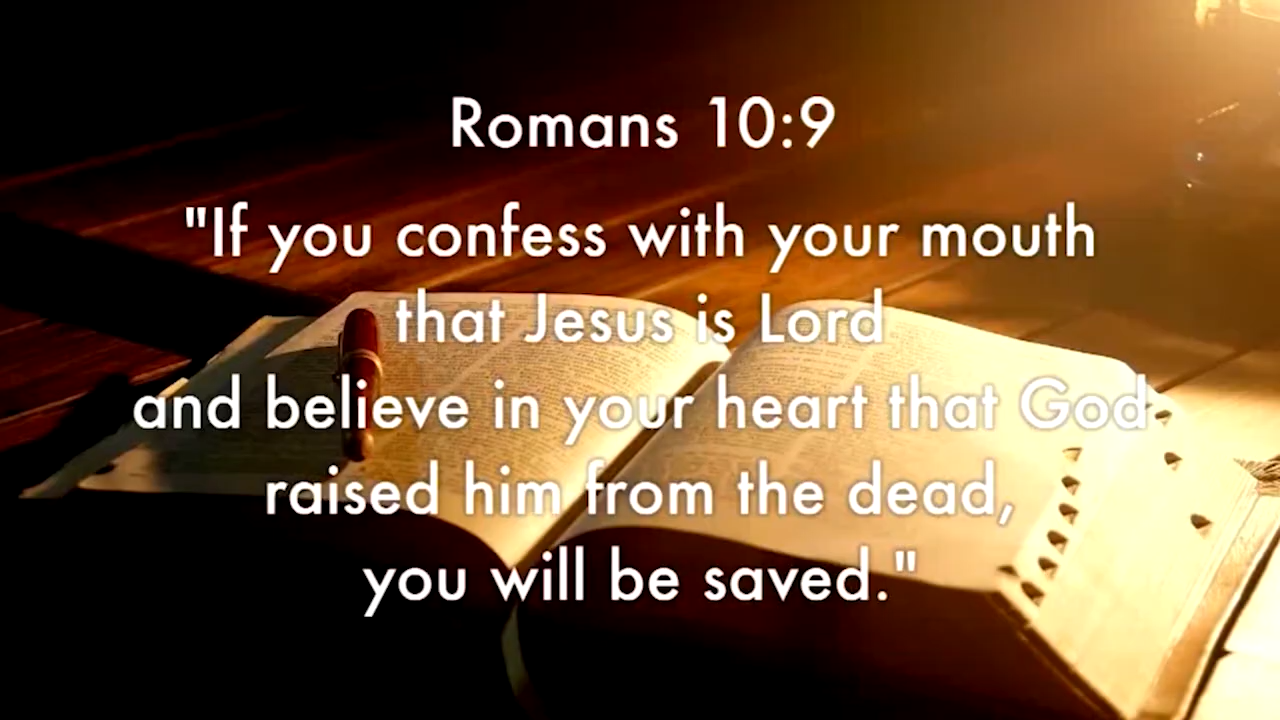 Romans 10:9
"If you confess with your mouth
that Jesus is Lord
and believe in your heart that God
raised him from the dead,
you will be saved."